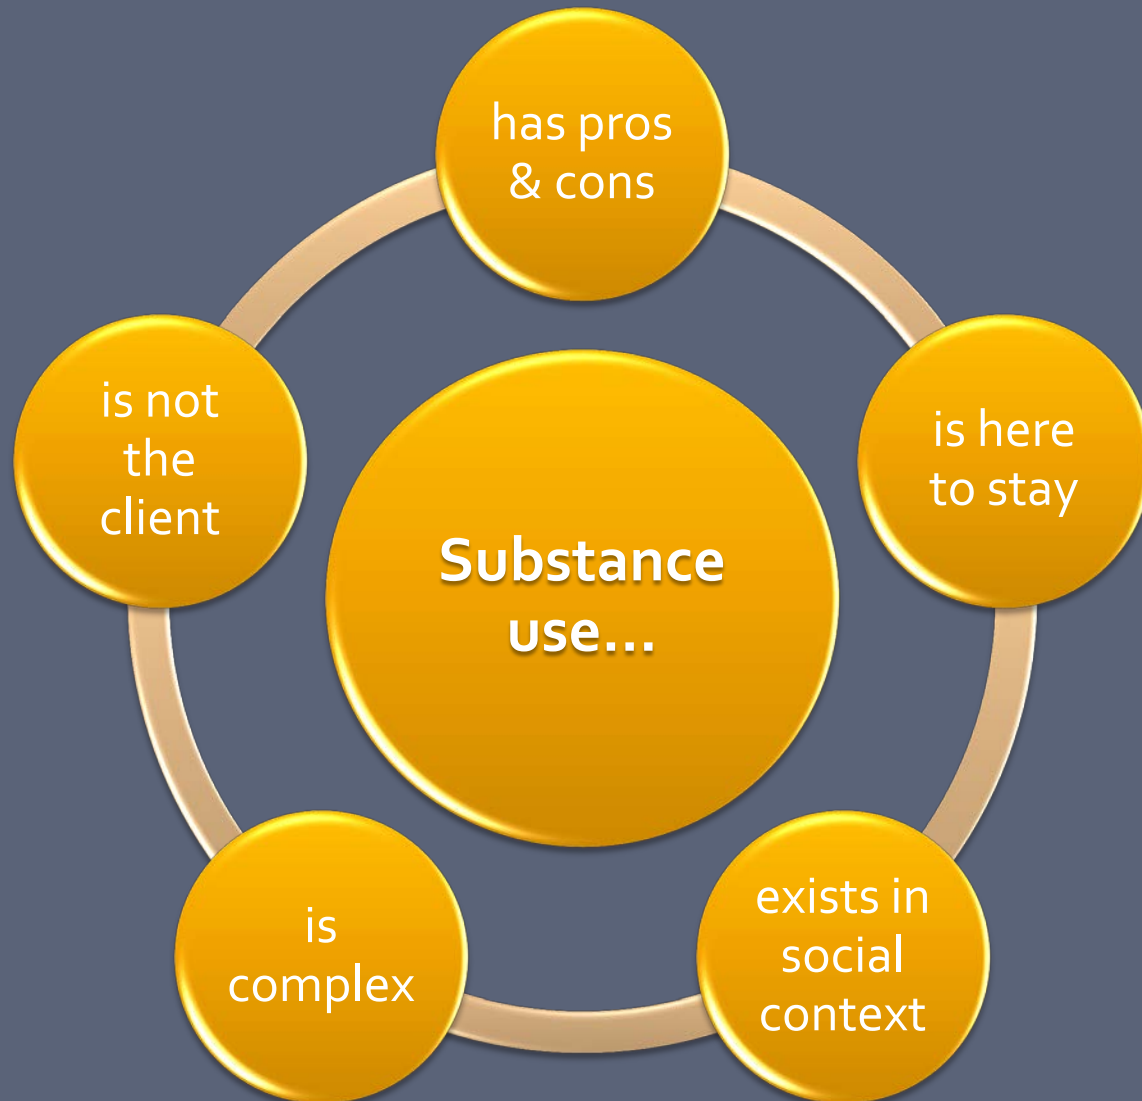 has pros
& cons
is here
to stay
exists in
social
context
is
complex
is not
the
client
Substance
use...